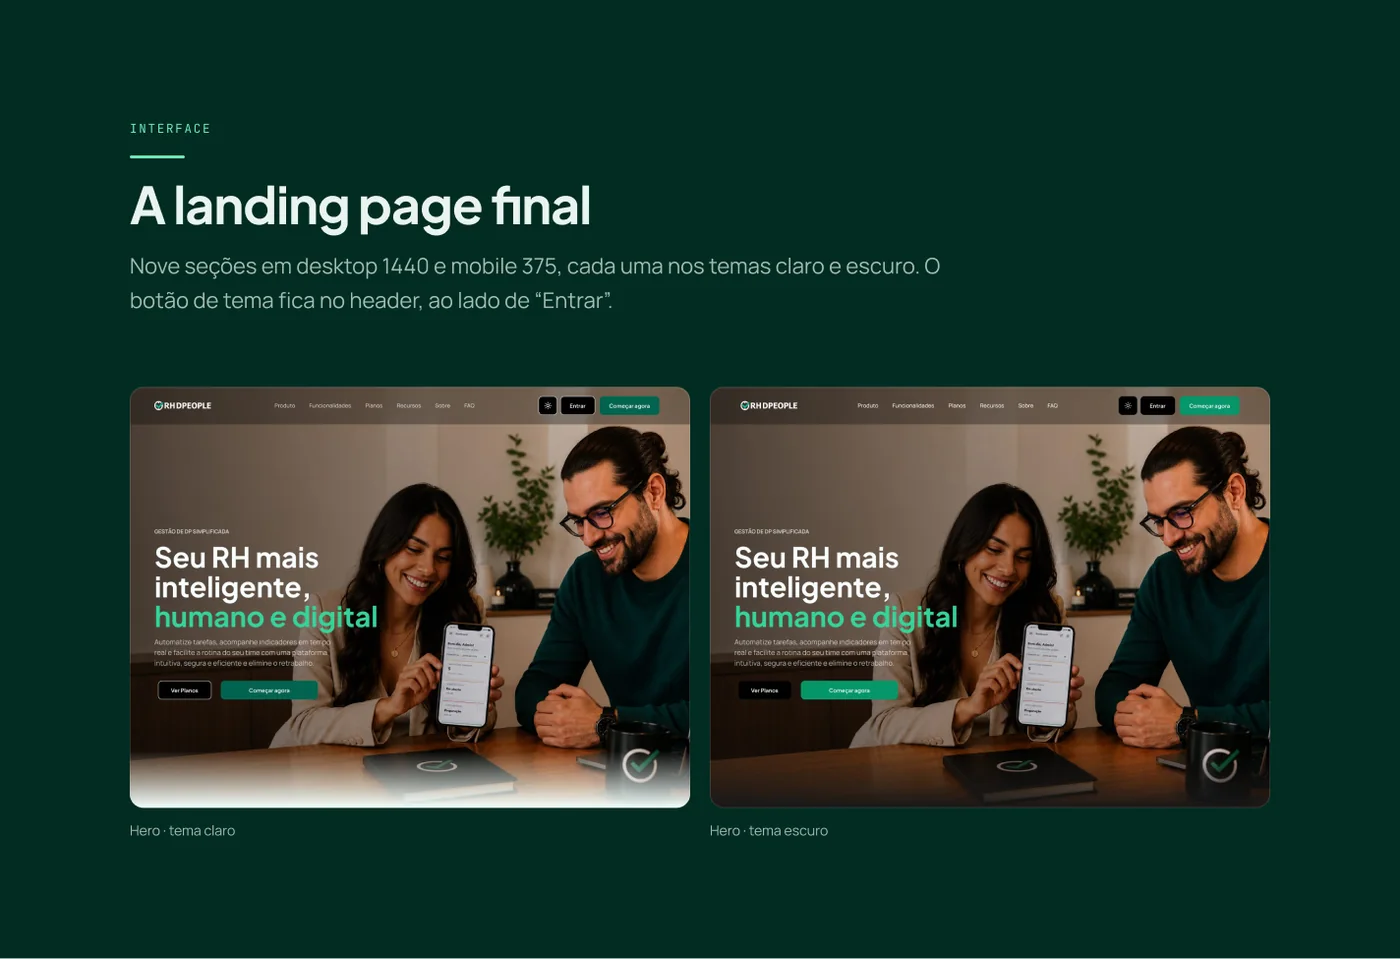 INTERFACE
A landing page final
Nove seções em desktop 1440 e mobile 375, cada uma nos temas claro e escuro. O
botão de tema fica no header, ao lado de “Entrar”.
RHDPEOPLE
Produto Funcionalidades Planos Recursos Sobre FAQ
Entrar
Começar agora
GESTÃO DE DP SIMPLIFICADA
Seu RH mais
inteligente,
humano e digital
Automatize tarefas, acompanhe indicadores em tempo
real e facilite a rotina do seu time com uma plataforma
intuitiva, segura e eficiente e elimine o retrabalho.
Ver Planos
Começar agora
Hero · tema claro
RHDPEOPLE
Produto Funcionalidades Planos Recursos Sobre FAQ
Entrar
Começar agora
GESTÃO DE DP SIMPLIFICADA
Seu RH mais
inteligente,
humano e digital
Automatize tarefas, acompanhe indicadores em tempo
real e facilite a rotina do seu time com uma plataforma
intuitiva, segura e eficiente e elimine o retrabalho.
Ver Planos
Começar agora
Hero · tema escuro